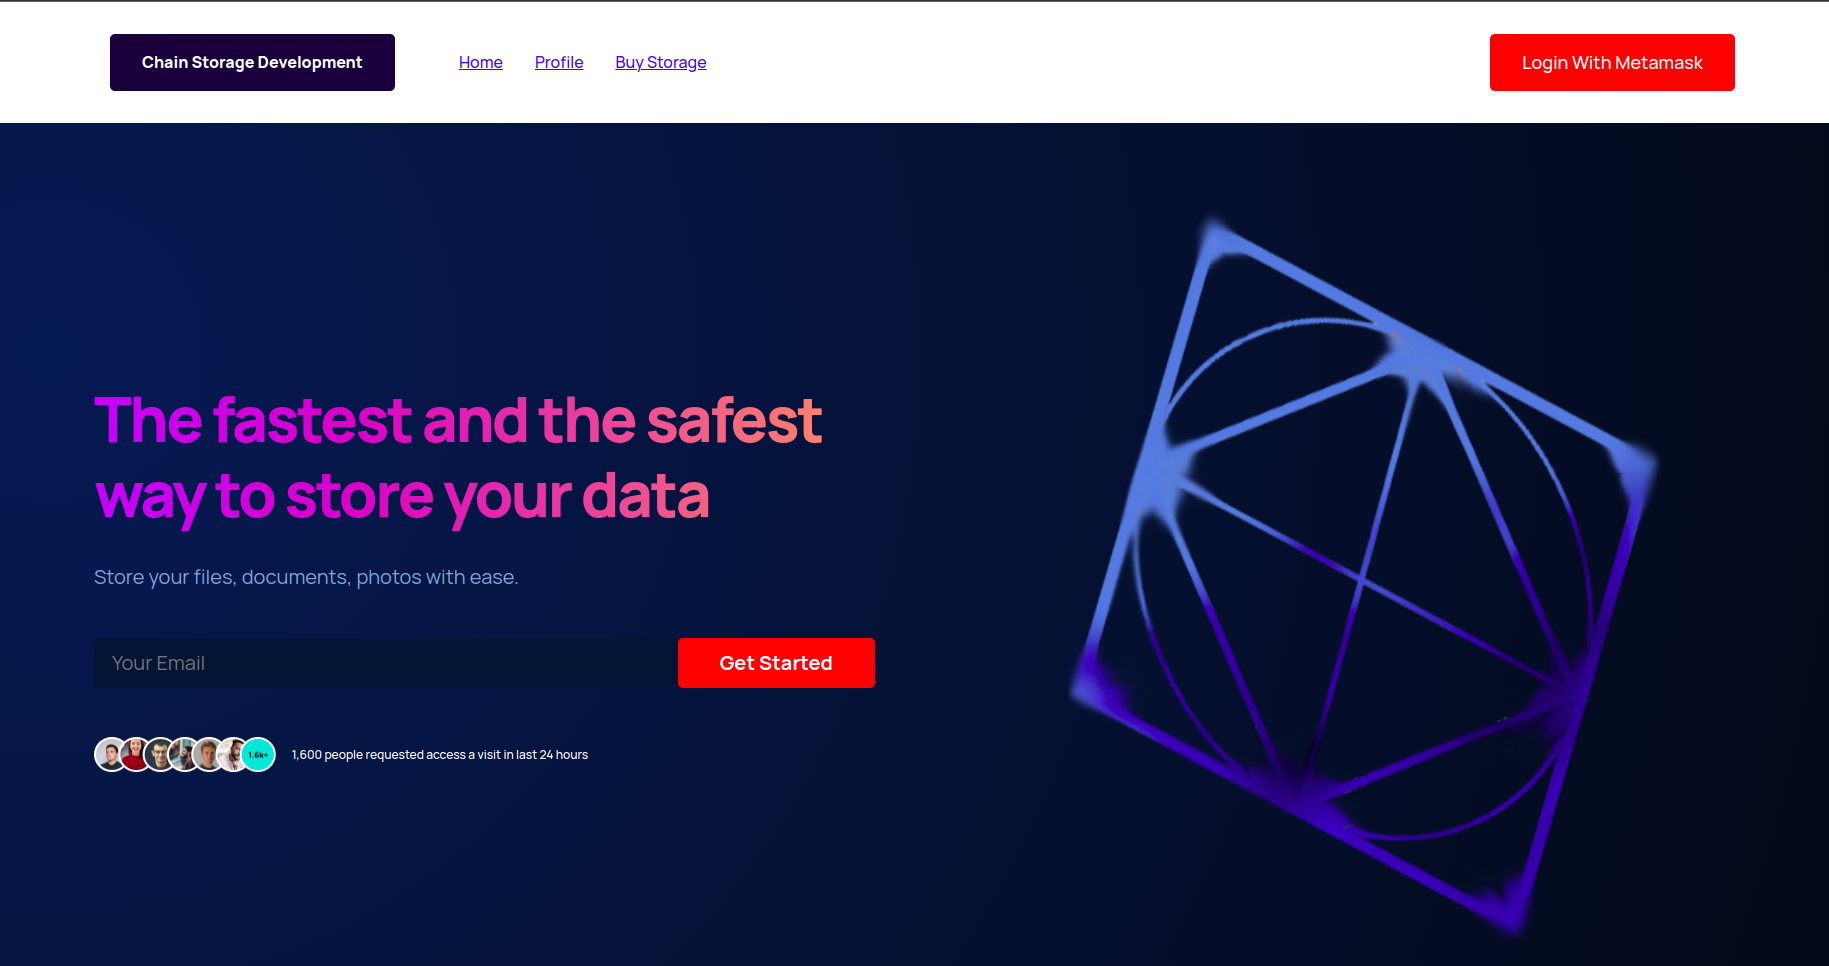 Chain Storage Development
Home
Profile
Buy Storage
Login With Metamask
The fastest and the safest
way to store your data
Store your files, documents, photos with ease.
Your Email
Get Started
1.6k+
1,600 people requested access a visit in last 24 hours